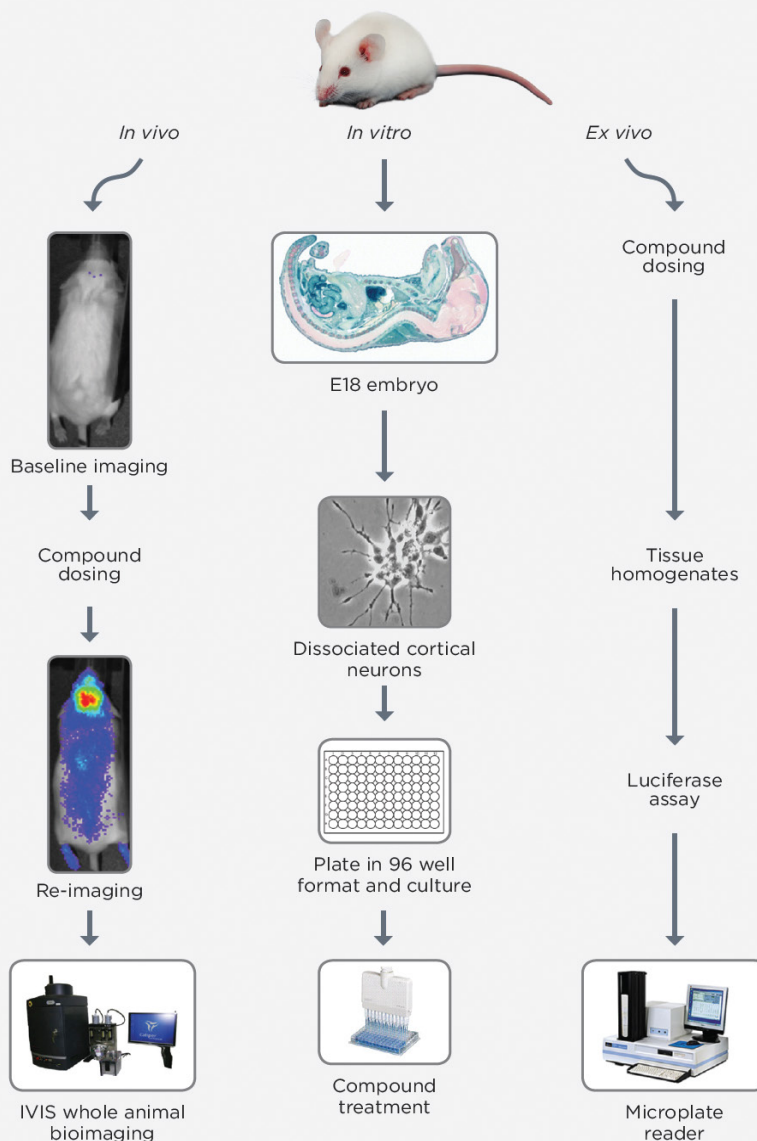 In vivo
In vitro
Ex vivo
Baseline imaging
Compound
dosing
Re-imaging
IVIS whole animal
bioimaging
E18 embryo
Dissociated cortical
neurons
Plate in 96 well
format and culture
Compound
treatment
Compound
dosing
Tissue
homogenates
Luciferase
assay
Microplate
reader